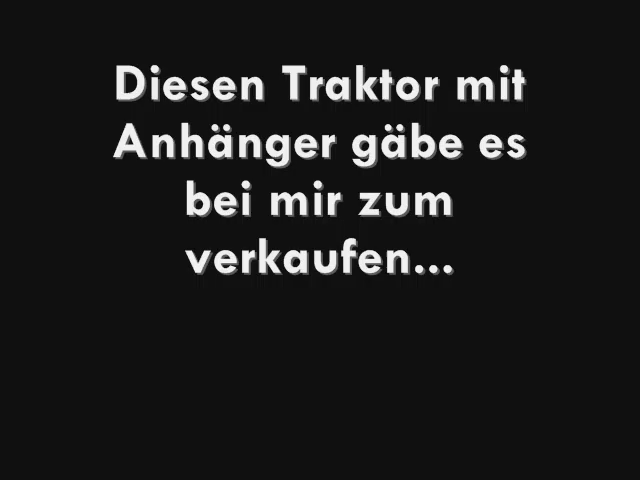 Diesen Traktor mit
Anhänger gäbe es
bei mir zum
verkaufen...